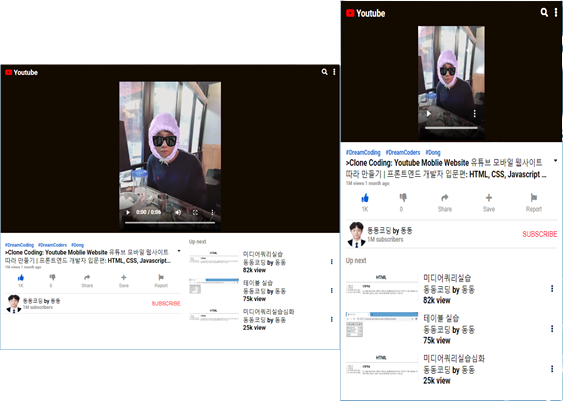 Youtube
0:00 / 0:06
#DreamCoding #DreamCoders #Dong
>Clone Coding: Youtube Moblie Website 유튜브 모바일 웹사이트
따라 만들기 | 프론트엔드 개발자 입문편: HTML, CSS, Javascript...
1M views 1 month ago
1K 0 Share Save Report
동동코딩 by 동동
1M subscribers
SUBSCRIBE
Up next
HTML
미디어쿼리실습
동동코딩 by 동동
82k view
테이블 실습
동동코딩 by 동동
75k view
HTML
미디어쿼리실습심화
동동코딩 by 동동
25k view
Youtube
#DreamCoding #DreamCoders #Dong
>Clone Coding: Youtube Moblie Website 유튜브 모바일 웹사이트
따라 만들기 | 프론트엔드 개발자 입문편: HTML, CSS, Javascript ...
1M views 1 month ago
1K 0 Share Save Report
동동코딩 by 동동
1M subscribers
SUBSCRIBE
Up next
HTML
미디어쿼리실습
동동코딩 by 동동
82k view
테이블 실습
동동코딩 by 동동
75k view
HTML
미디어쿼리실습심화
동동코딩 by 동동
25k view